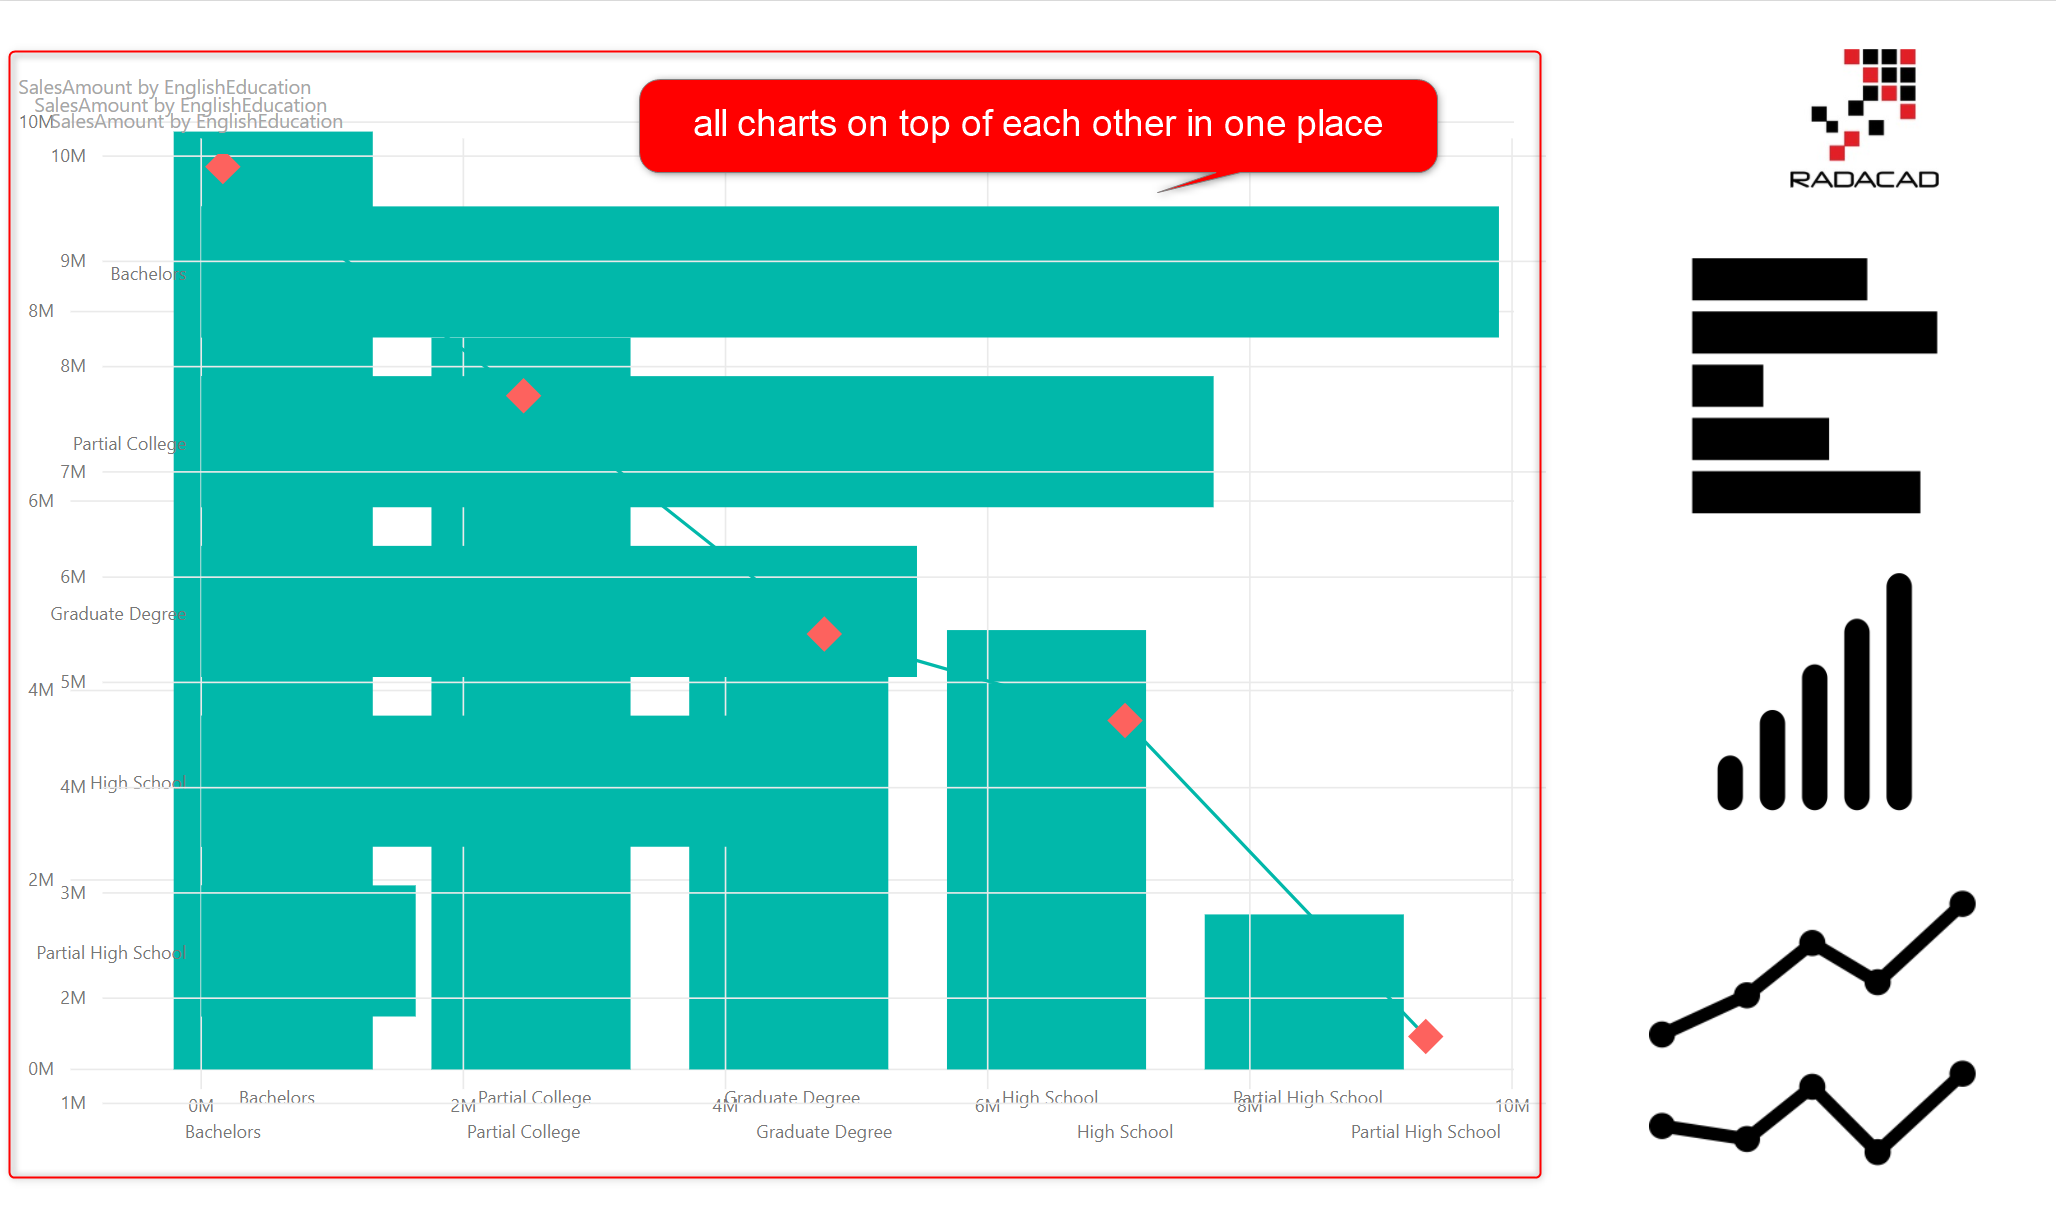 SalesAmount by EnglishEducation
SalesAmount by EnglishEducation
SalesAmount by EnglishEducation
all charts on top of each other in one place
RADACAD
10M
10M
9M
Bachelors
8M
8M
Partial College
7M
6M
6M
Graduate Degree
5M
4M
High School
4M
2M
3M
Partial High School
2M
0M
1M
Bachelors Partial College Graduate Degree High School Partial High School
0M 2M 4M 6M 8M 10M
Bachelors Partial College Graduate Degree High School Partial High School